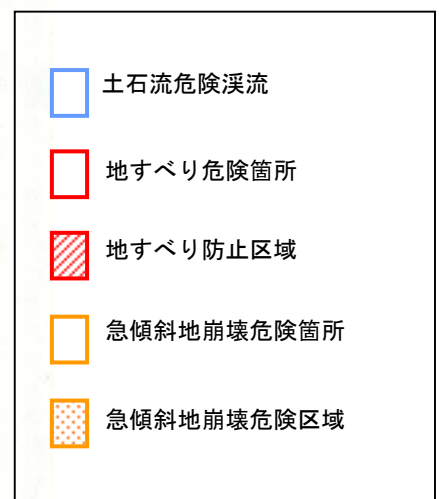 土石流危険渓流
地すべり危険箇所
地すべり防止区域
急傾斜地崩壊危険箇所
急傾斜地崩壊危険区域